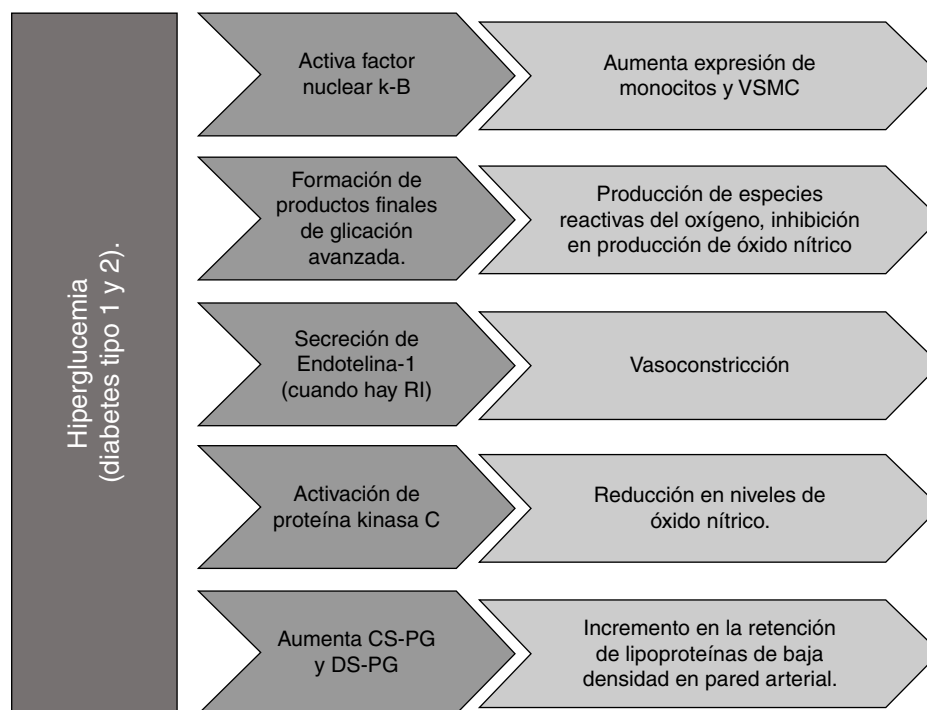 Hiperglucemia
(diabetes tipo 1 y 2).
Activa factor
nuclear k-B
Aumenta expresión de
monocitos y VSMC
Formación de
productos finales
de glicación
avanzada.
Producción de especies
reactivas del oxígeno, inhibición
en producción de óxido nítrico
Secreción de
Endotelina-1
(cuando hay RI)
Vasoconstricción
Activación de
proteína kinasa C
Reducción en niveles de
óxido nítrico.
Aumenta CS-PG
y DS-PG
Incremento en la retención
de lipoproteínas de baja
densidad en pared arterial.